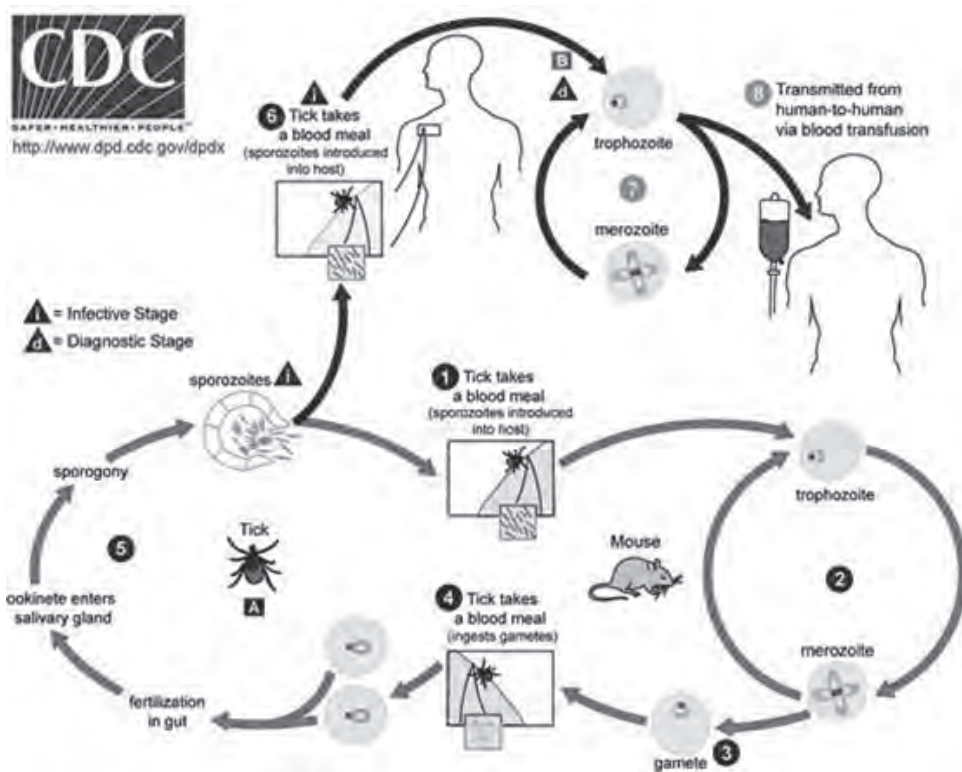 CDC
SAFER • HEALTHIER • PEOPLE™
http://www.dpd.cdc.gov/dpdx
i
6 Tick takes
a blood meal
(sporozoites introduced
into host)
B
d
trophozoite
7
merozoite
8 Transmitted from
human-to-human
via blood transfusion
i = Infective Stage
d = Diagnostic Stage
sporozoites i
1 Tick takes
a blood meal
(sporozoites introduced
into host)
trophozoite
sporogony
5
Tick
A
Mouse
2
ookinete enters
salivary gland
4 Tick takes
a blood meal
(ingests gametes)
merozoite
fertilization
in gut
gamete 3